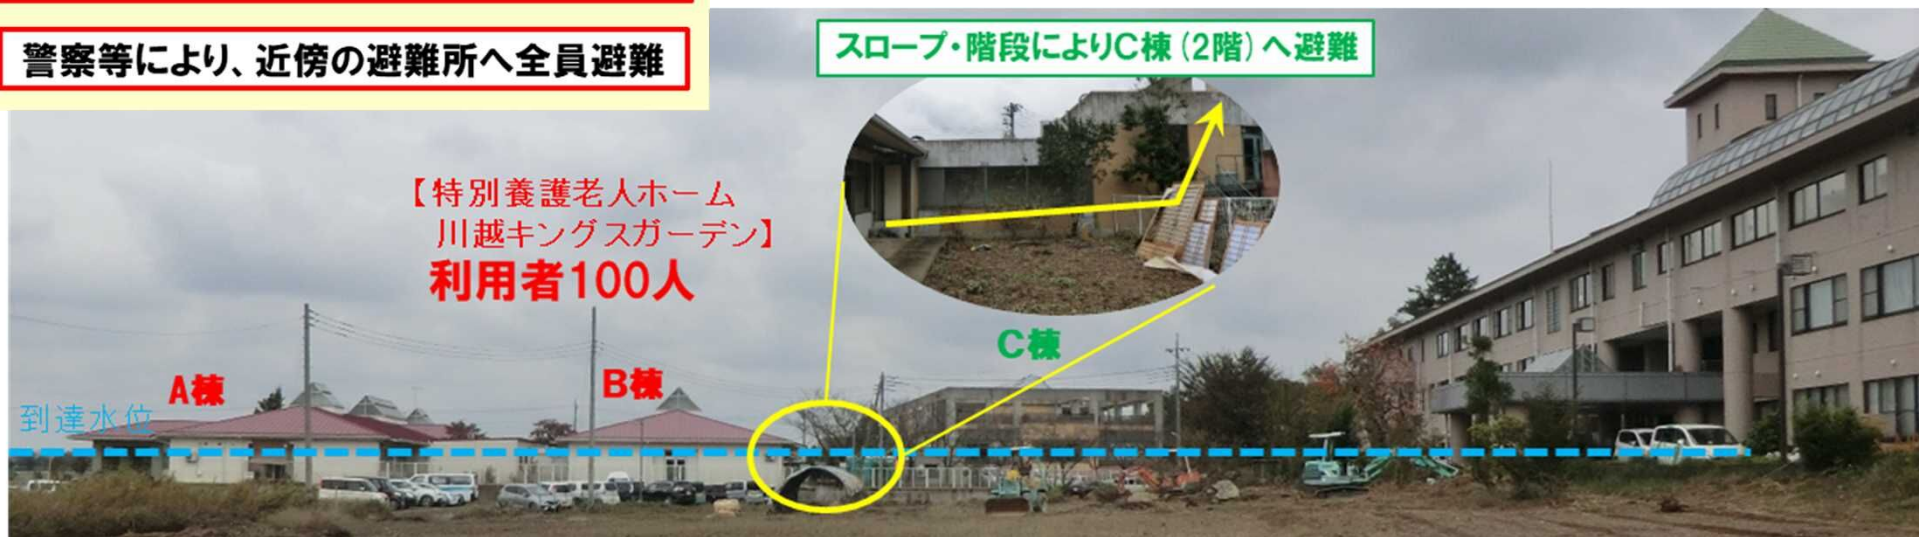 警察等により、近傍の避難所へ全員避難
スロープ・階段によりC棟(2階)へ避難
【特別養護老人ホーム
川越キングスガーデン】
利用者100人
C棟
A棟
B棟
到達水位